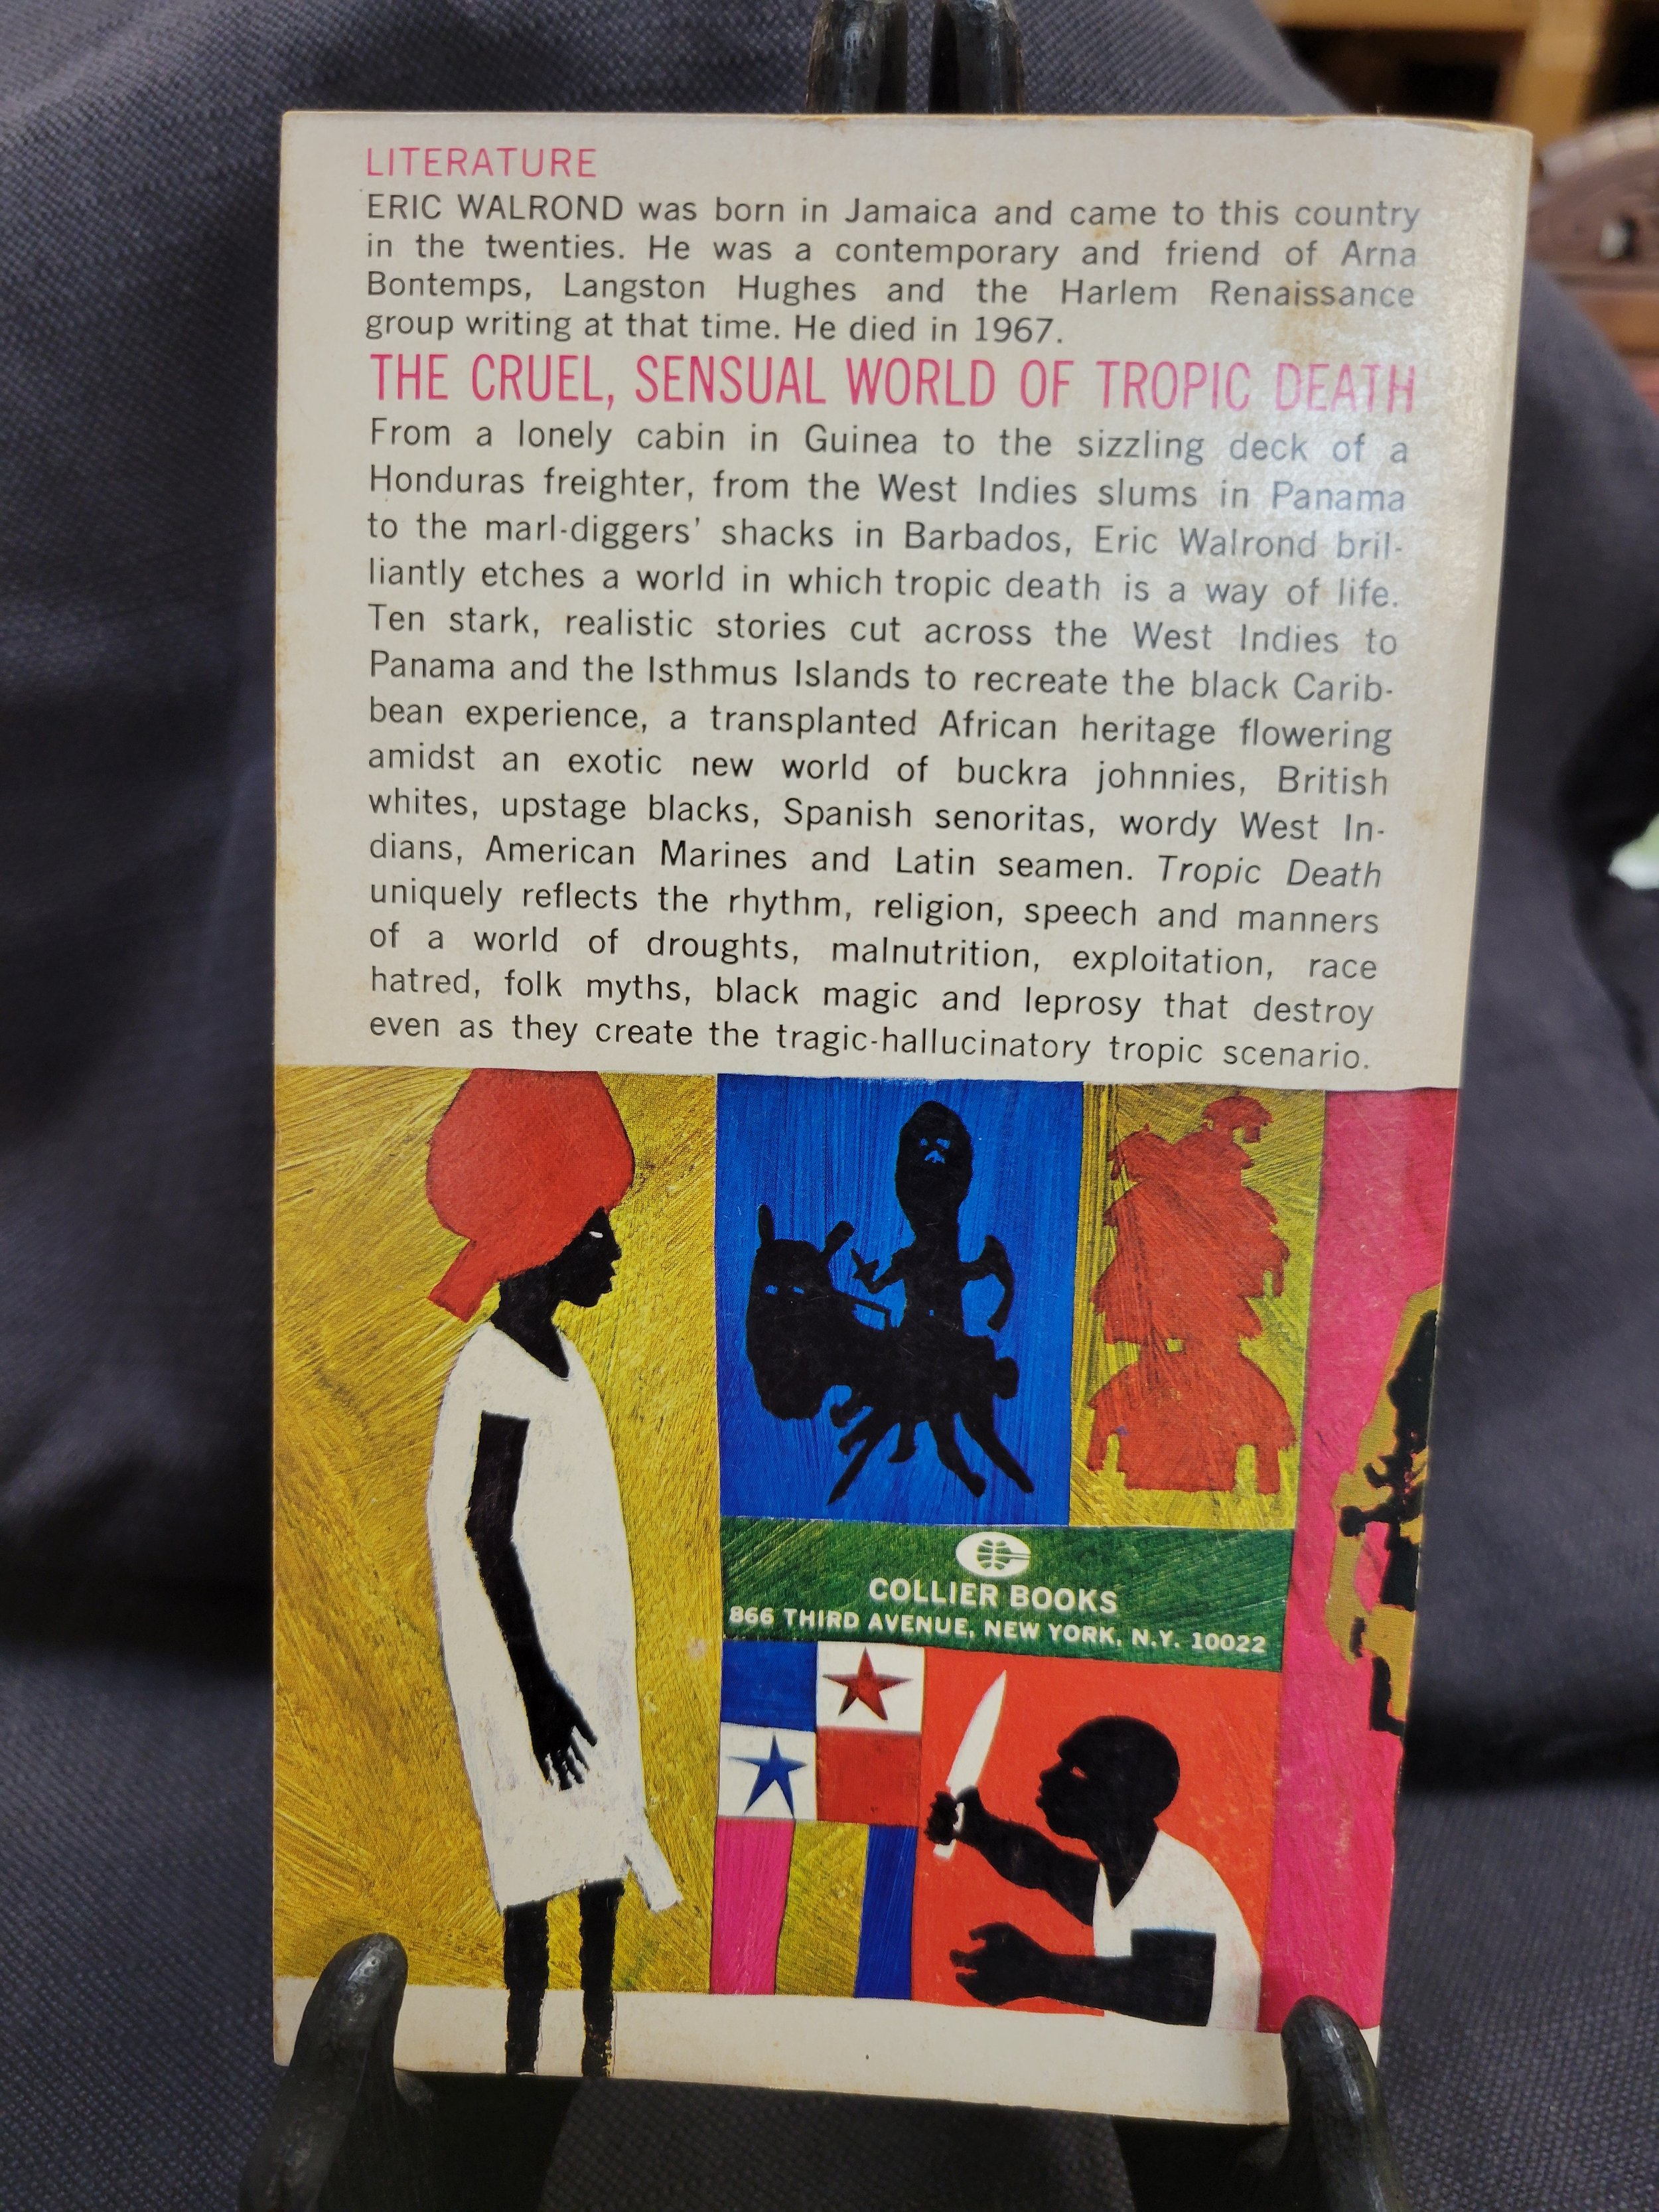 LITERATURE
ERIC WALROND was born in Jamaica and came to this country
in the twenties. He was a contemporary and friend of Arna
Bontemps, Langston Hughes and the Harlem Renaissance
group writing at that time. He died in 1967.
THE CRUEL, SENSUAL WORLD OF TROPIC DEATH
From a lonely cabin in Guinea to the sizzling deck of a
Honduras freighter, from the West Indies slums in Panama
to the marl-diggers' shacks in Barbados, Eric Walrond bril-
liantly etches a world in which tropic death is a way of life.
Ten stark, realistic stories cut across the West Indies to
Panama and the Isthmus Islands to recreate the black Carib-
bean experience, a transplanted African heritage flowering
amidst an exotic new world of buckra johnnies, British
whites, upstage blacks, Spanish senoritas, wordy West In-
dians, American Marines and Latin seamen. Tropic Death
uniquely reflects the rhythm, religion, speech and manners
of a world of droughts, malnutrition, exploitation, race
hatred, folk myths, black magic and leprosy that destroy
even as they create the tragic-hallucinatory tropic scenario.
COLLIER BOOKS
866 THIRD AVENUE, NEW YORK, N.Y. 10022